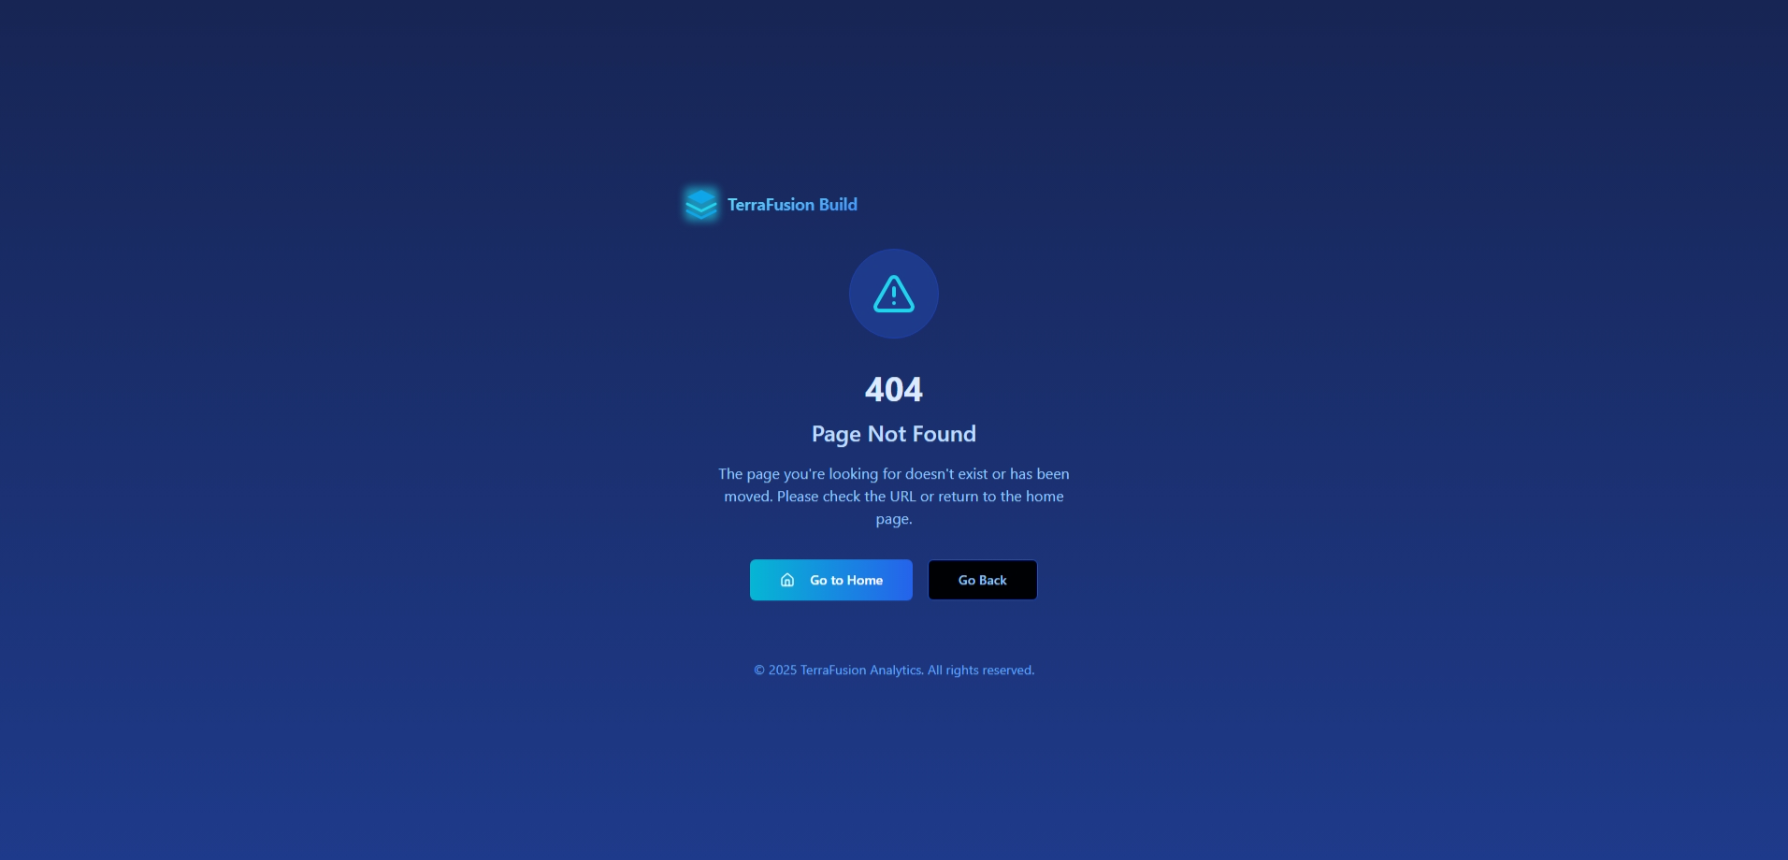 TerraFusion Build
404
Page Not Found
The page you're looking for doesn't exist or has been
moved. Please check the URL or return to the home
page.
Go to Home
Go Back
© 2025 TerraFusion Analytics. All rights reserved.